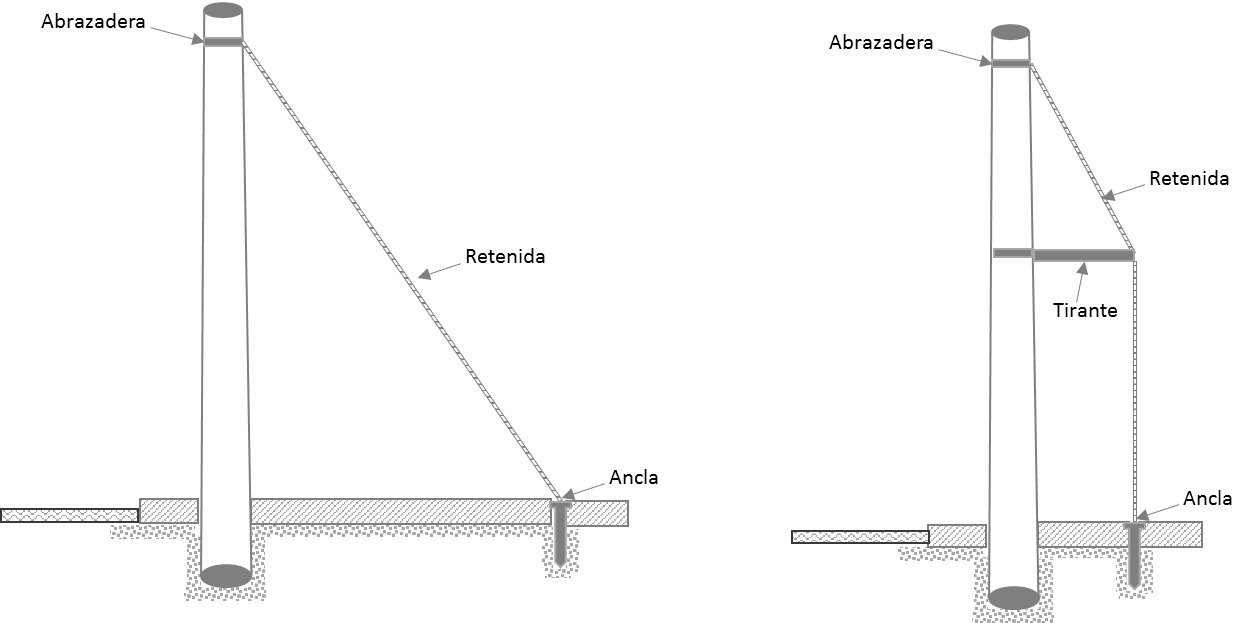 Abrazadera
Retenida
Ancla
Abrazadera
Retenida
Tirante
Ancla